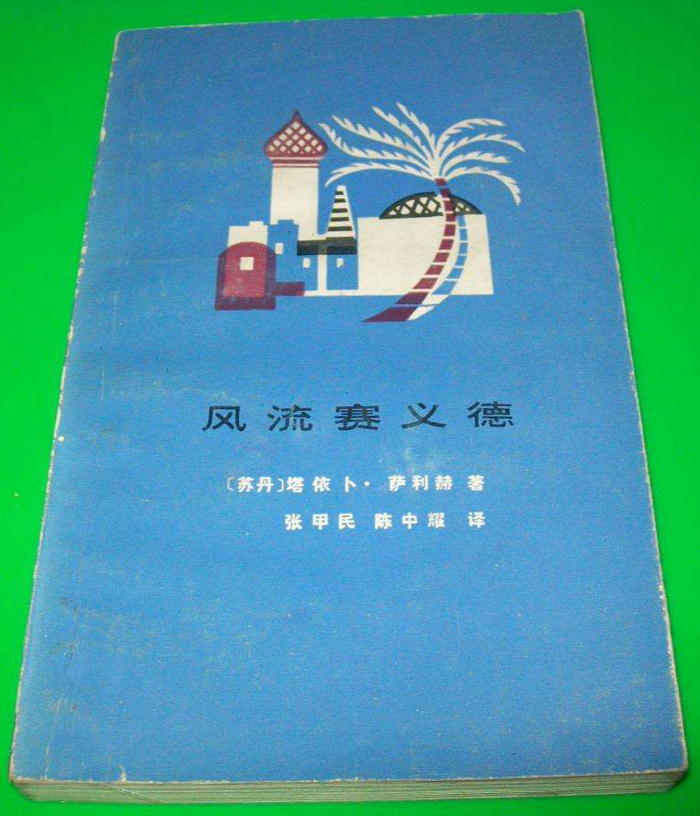 风流赛义德
〔苏丹〕塔依卜·萨利赫 著
张甲民 陈中耀 译